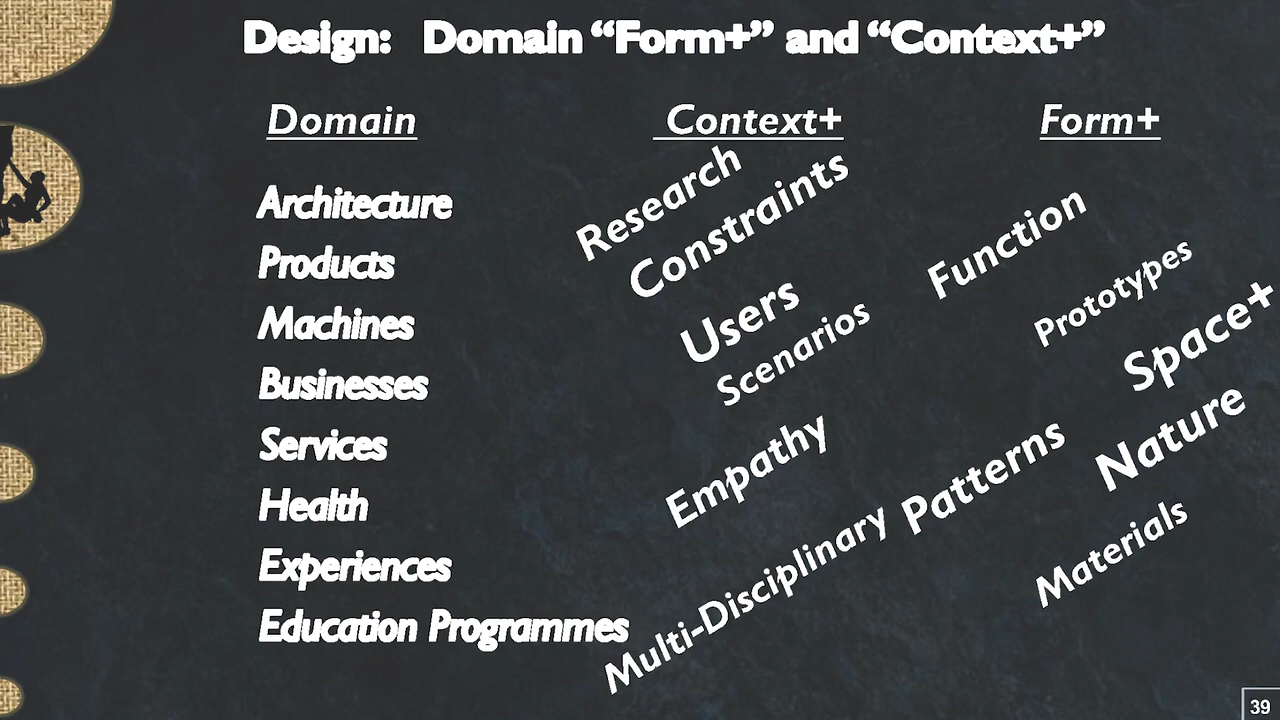 Design: Domain “Form+” and “Context+”
Domain
Context+
Form+
Architecture
Products
Machines
Businesses
Services
Health
Experiences
Education Programmes
Research
Constraints
Users
Scenarios
Empathy
Multi-Disciplinary
Function
Prototypes
Space+
Nature
Patterns
Materials
39